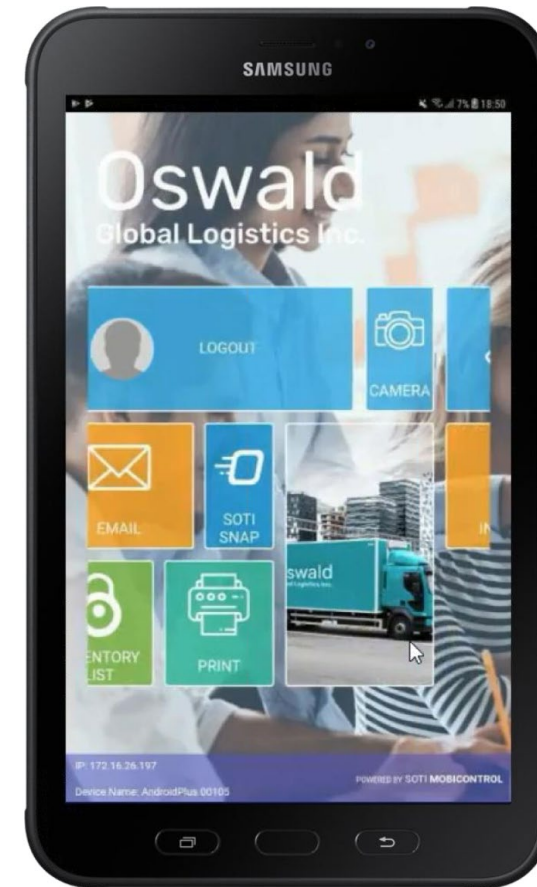 SAMSUNG
7% 18:50
Oswald
Global Logistics Inc.
LOGOUT
CAMERA
EMAIL
SOTI
SNAP
swald
ENTORY
LIST
PRINT
IP: 172.16.26.197
Device Name: AndroidPlus 00105
POWERED BY SOTI MOBICONTROL